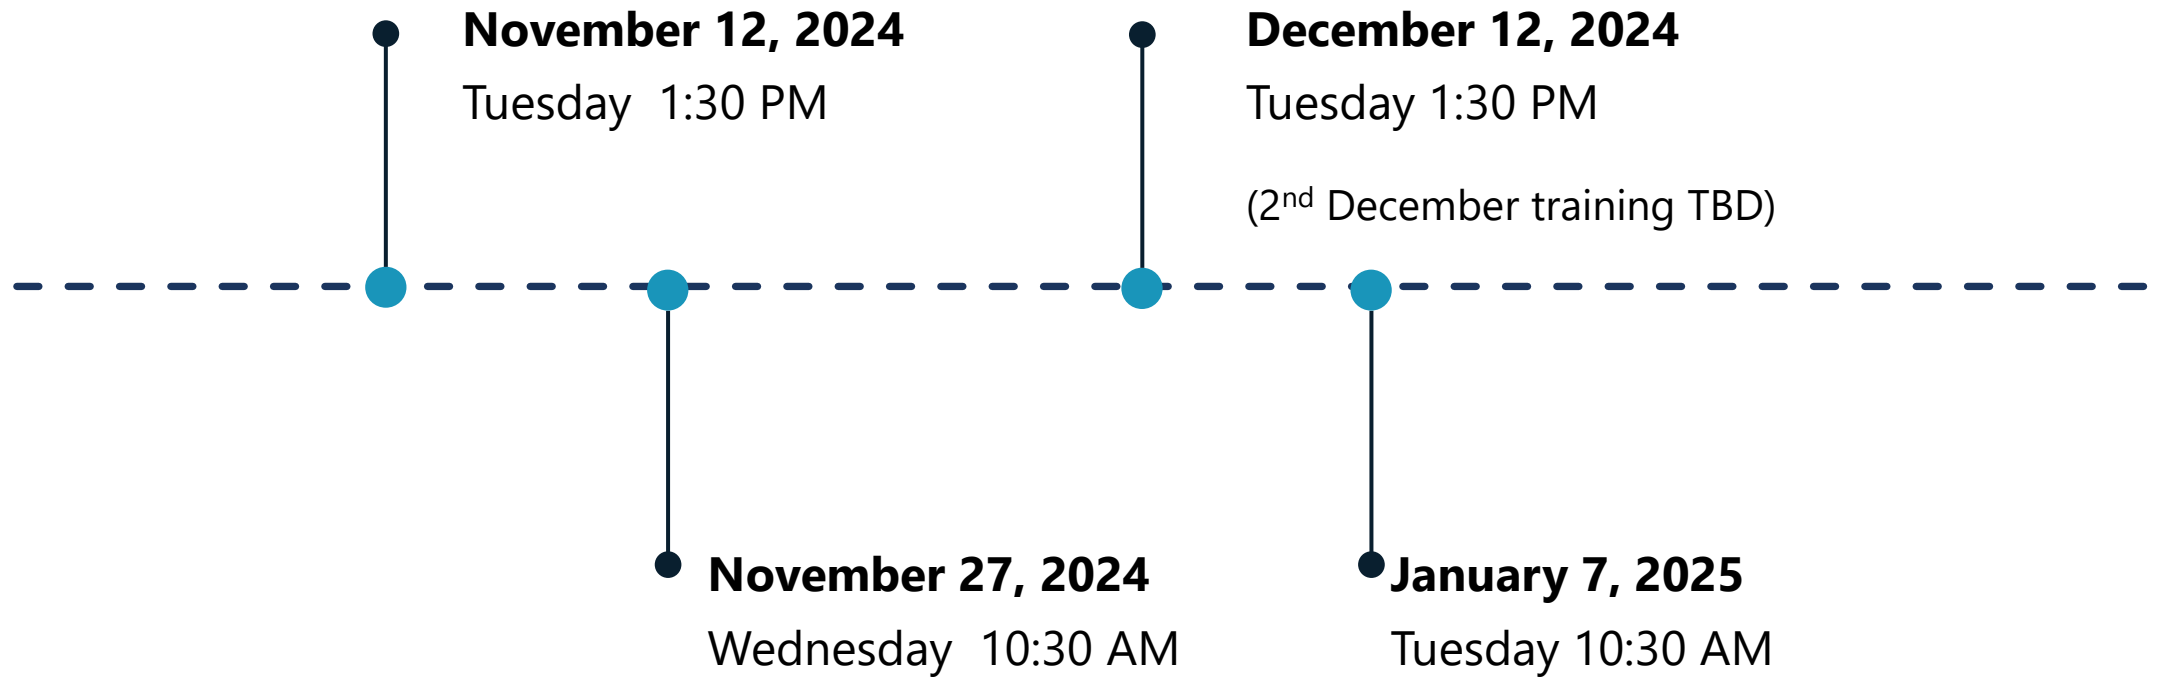 November 12, 2024
Tuesday  1:30 PM
December 12, 2024
Tuesday 1:30 PM
(2nd December training TBD)
November 27, 2024
Wednesday  10:30 AM
January 7, 2025
Tuesday 10:30 AM